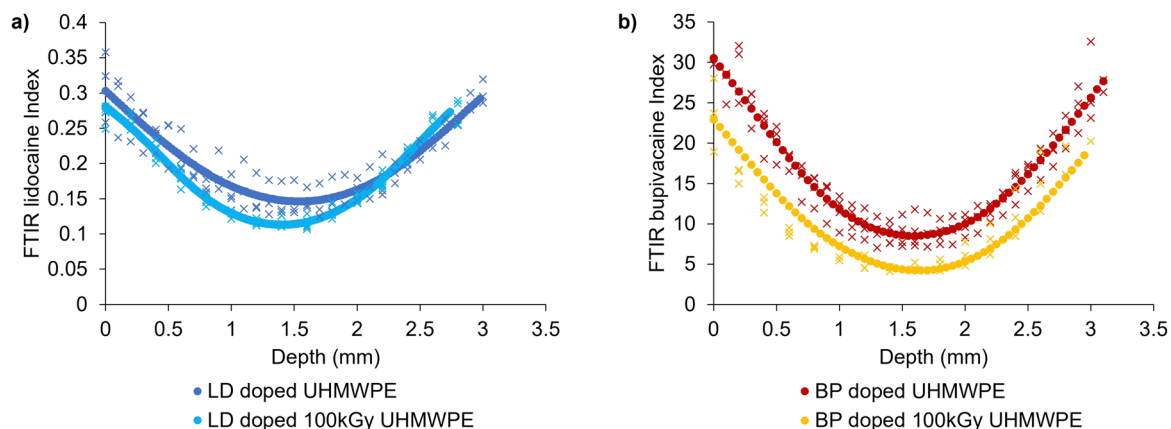 a)
FTIR lidocaine Index
0.4
0.35
0.3
0.25
0.2
0.15
0.1
0.05
0
0 0.5 1 1.5 2 2.5 3 3.5
Depth (mm)
LD doped UHMWPE
LD doped 100kGy UHMWPE
b)
FTIR bupivacaine Index
35
30
25
20
15
10
5
0
0 0.5 1 1.5 2 2.5 3 3.5
Depth (mm)
BP doped UHMWPE
BP doped 100kGy UHMWPE